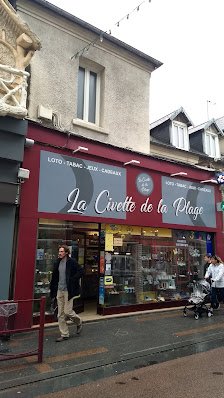 LOTO - TABAC - JEUX - CADEAUX
LOTO - TABAC - JEUX - CADEAUX
La Civette de la Plage